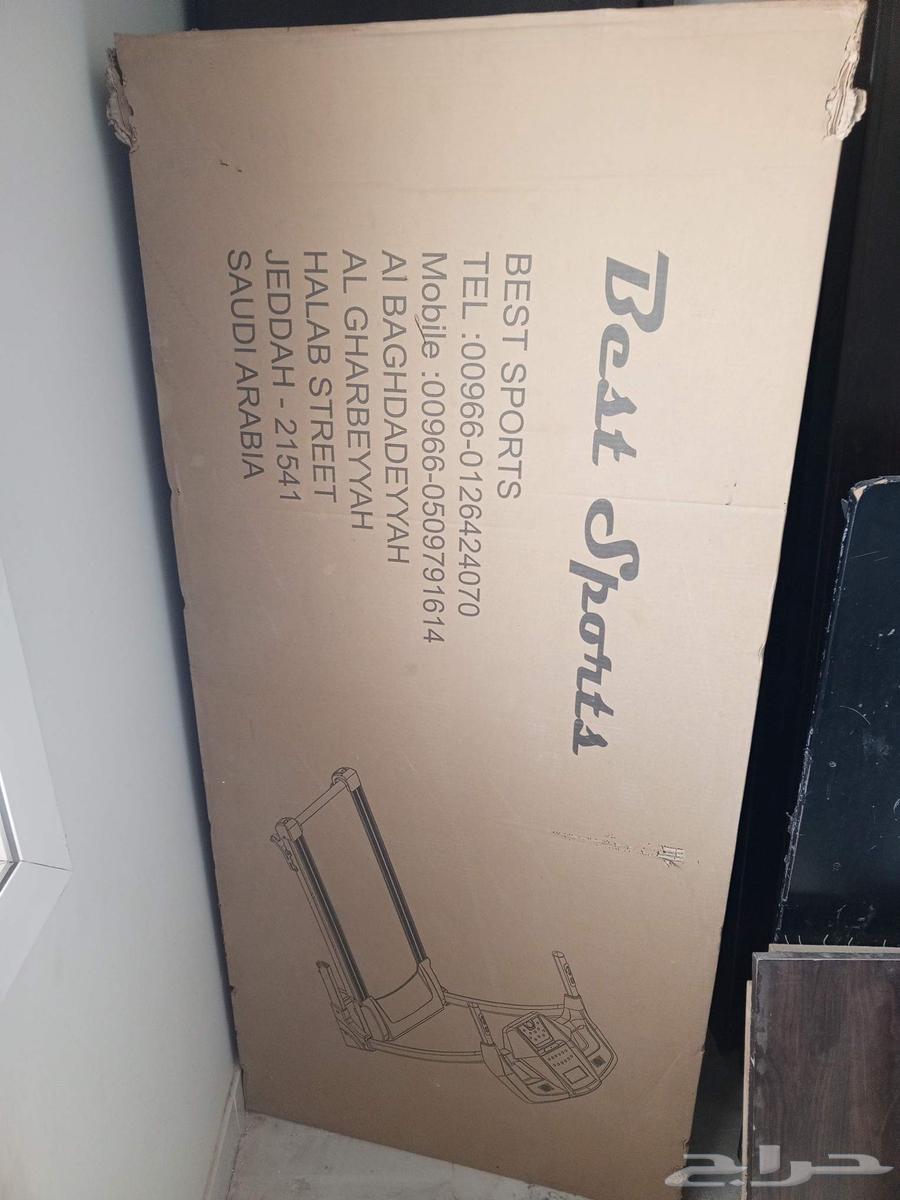 Best Sports
BEST SPORTS
TEL :00966-0126424070
Mobile :00966-0509791614
Al BAGHDADEYYAH
AL GHARBEYYAH
HALAB STREET
JEDDAH - 21541
SAUDI ARABIA
حراج